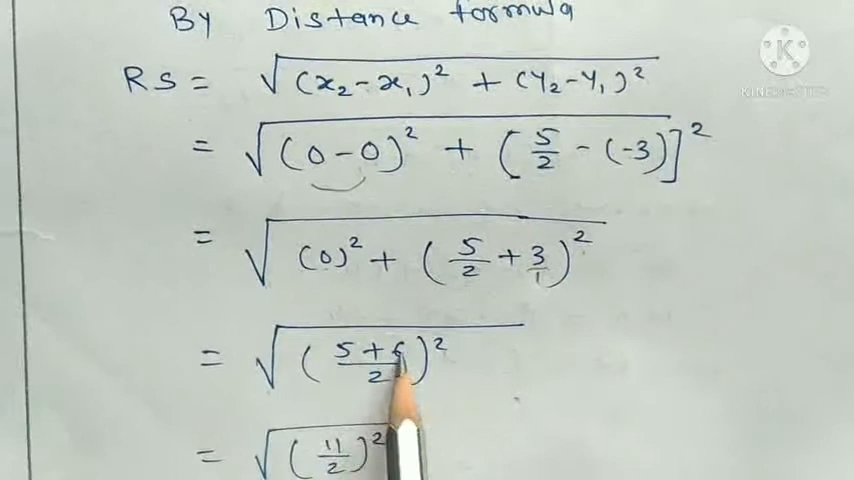 By Distance formula
RS = √(x₂-x₁)² + (y₂-y₁)²
= √(0-0)² + (5/2 - (-3)]²
= √(0)² + (5/2 + 3/1)²
= √(5+6/2)²
= √(11/2)²
K
KINEMASTER